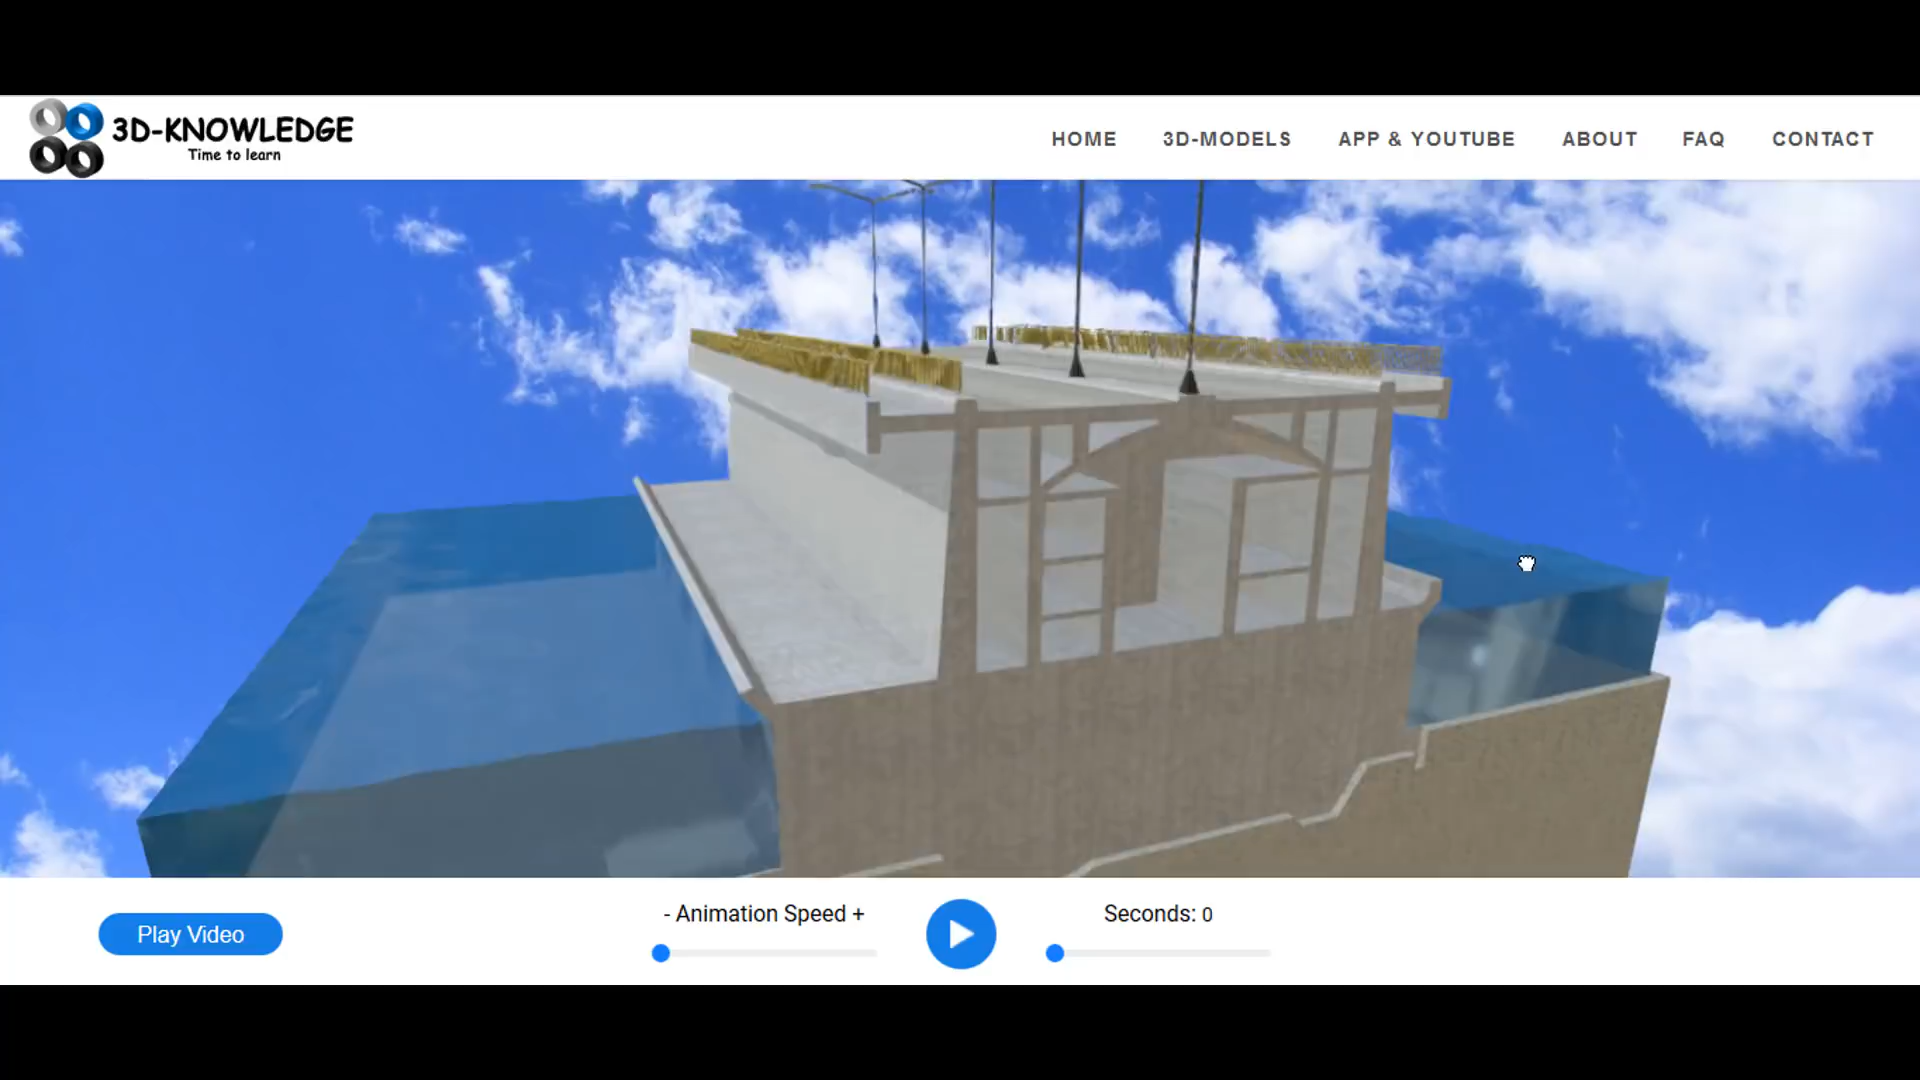 3D-KNOWLEDGE
Time to learn
HOME 3D-MODELS APP & YOUTUBE ABOUT FAQ CONTACT
Play Video
- Animation Speed +
Seconds: 0